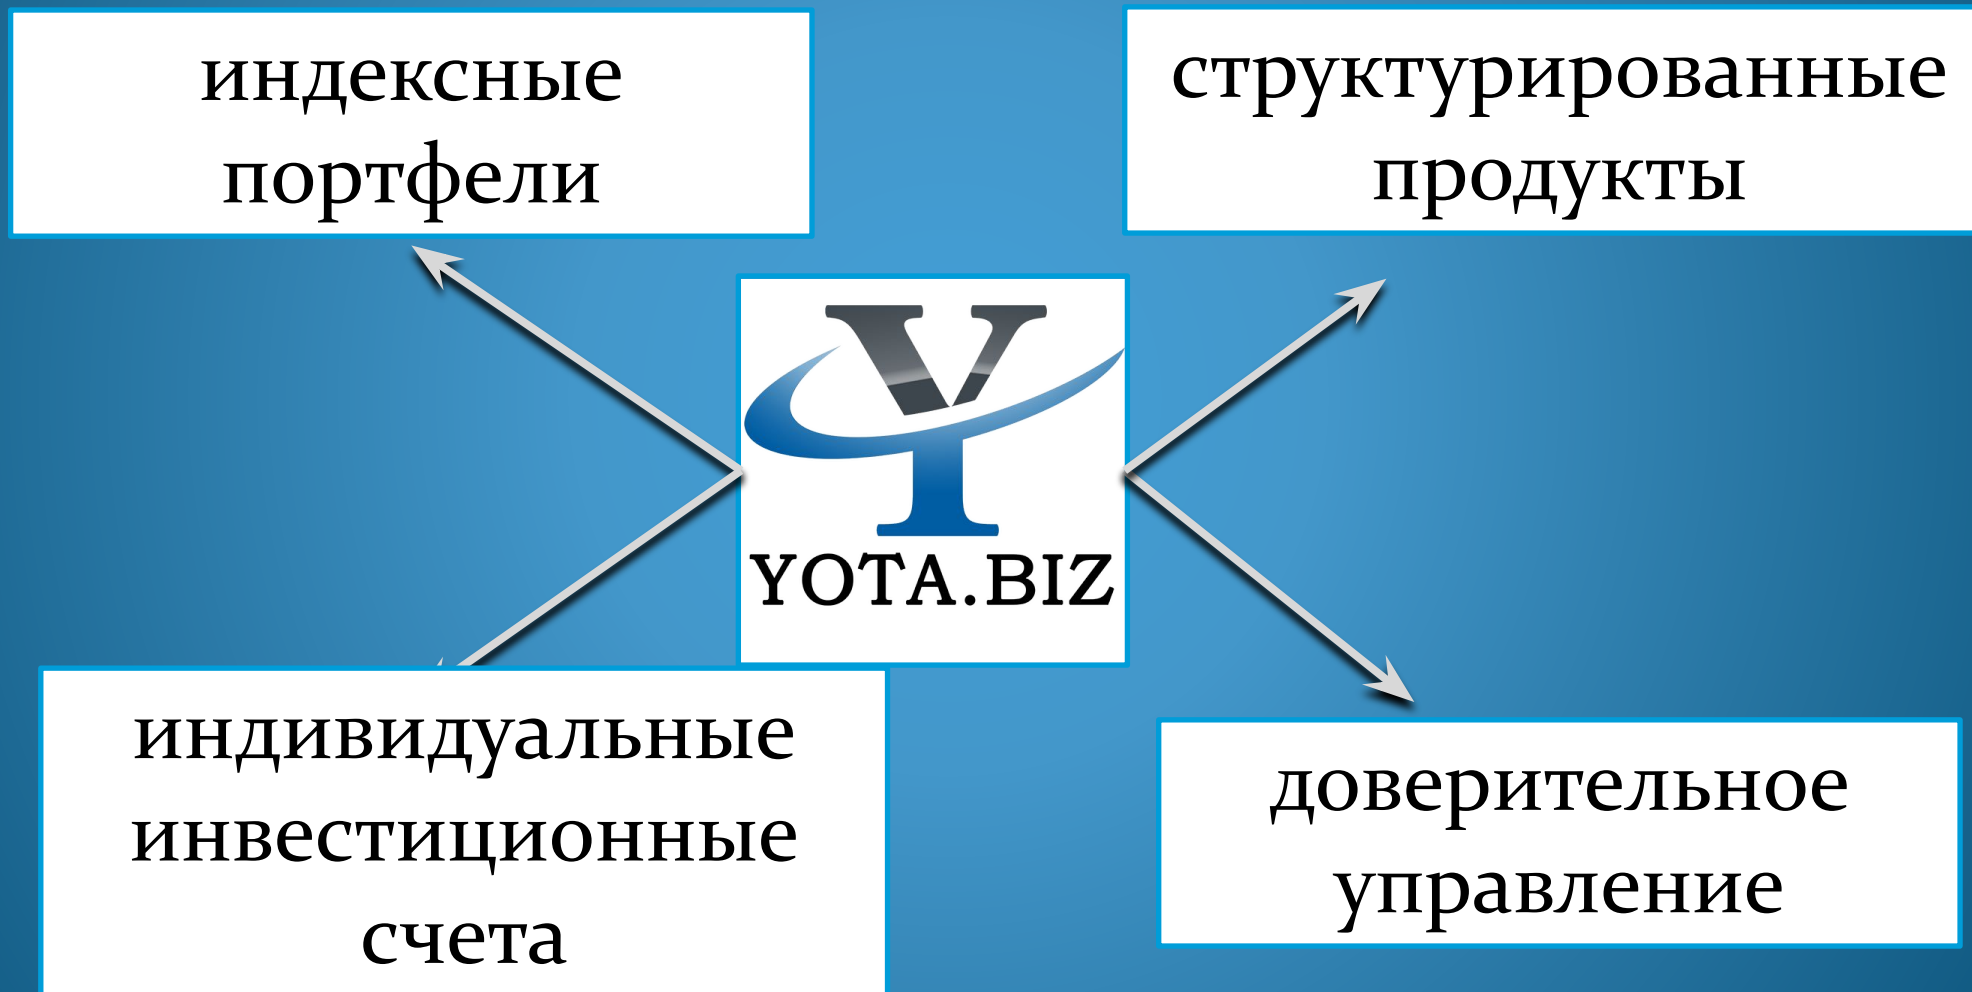 индексные
портфели
структурированные
продукты
YOTA.BIZ
индивидуальные
инвестиционные
счета
доверительное
управление